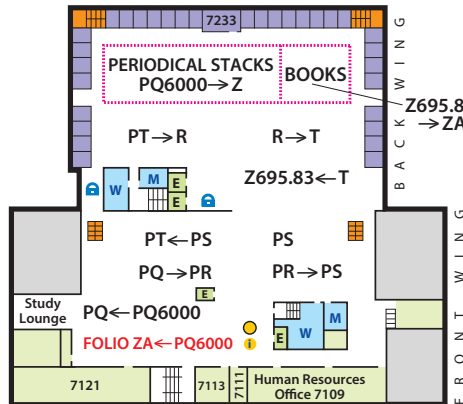 7233
PERIODICAL STACKS
PQ6000→Z
BOOKS
Z695.8
→ZA
BACK WING
PT→R
R→T
Z695.83←T
W
M
E
E
PT←PS
PS
PQ→PR
PR→PS
E
Study
Lounge
PQ←PQ6000
FOLIO ZA←PQ6000
i
E
W
M
FRONT WING
7121
7113
7111
Human Resources
Office 7109